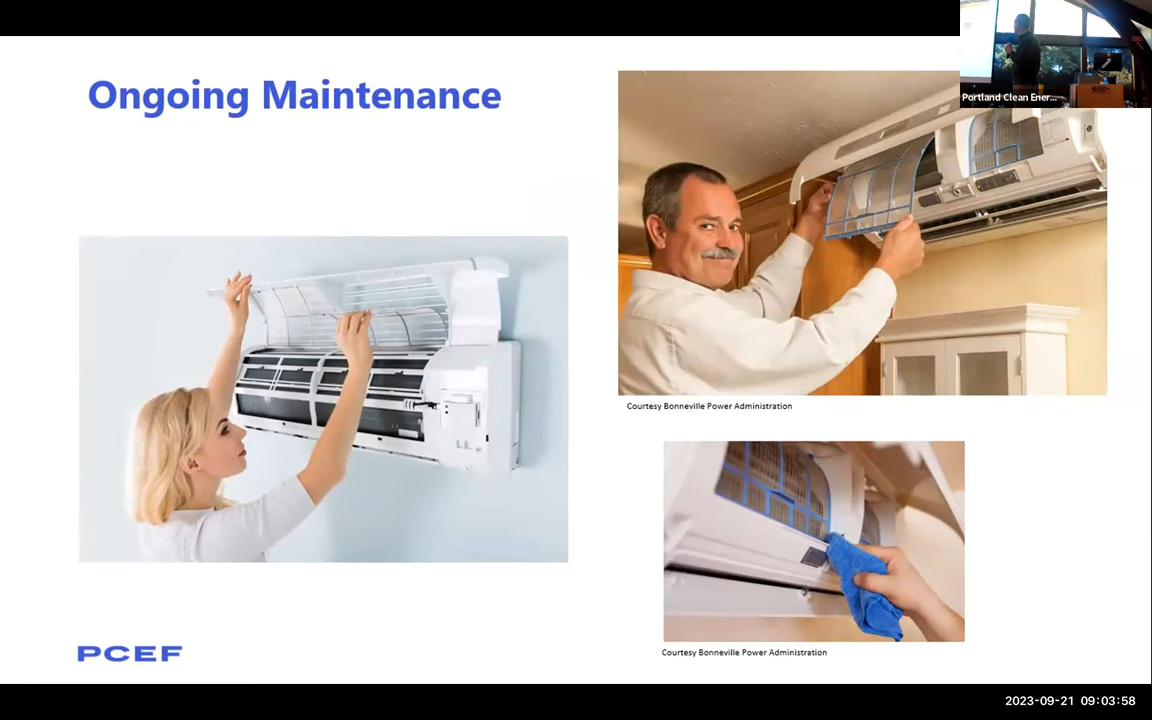 Ongoing Maintenance
Portland Clean Ener...
Courtesy Bonneville Power Administration
Courtesy Bonneville Power Administration
PCEF
2023-09-21 09:03:58